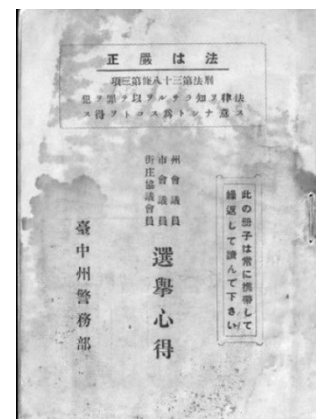 法は嚴正
刑法第三十八條第三項
法律ヲ知ラサルヲ以テ罪ヲ犯
ス意ナシト爲スコトヲ得ス
此の册子は常に携帶して
繰返して讀んで下さい
州會議員
市會議員
街庄協議會員
選擧心得
臺中州警務部